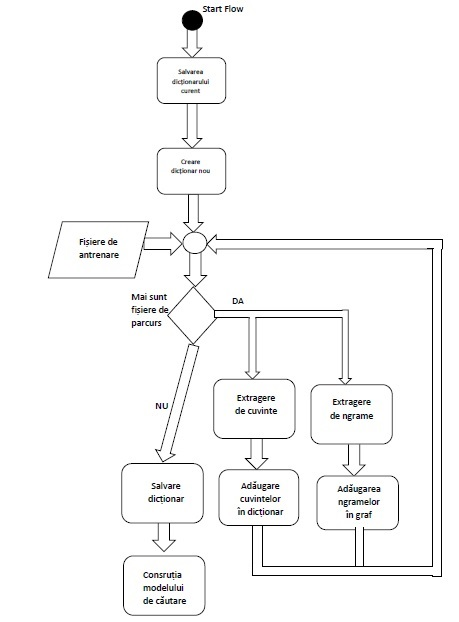 Start Flow
Salvarea
dicționarului
curent
Creare
dicționar nou
Fișiere de
antrenare
Mai sunt
fișiere de
parcurs
DA
NU
Extragere
de cuvinte
Extragere
de ngrame
Salvare
dicționar
Adăugare
cuvintelor
în dicționar
Adăugarea
ngramelor
în graf
Consruția
modelului
de căutare